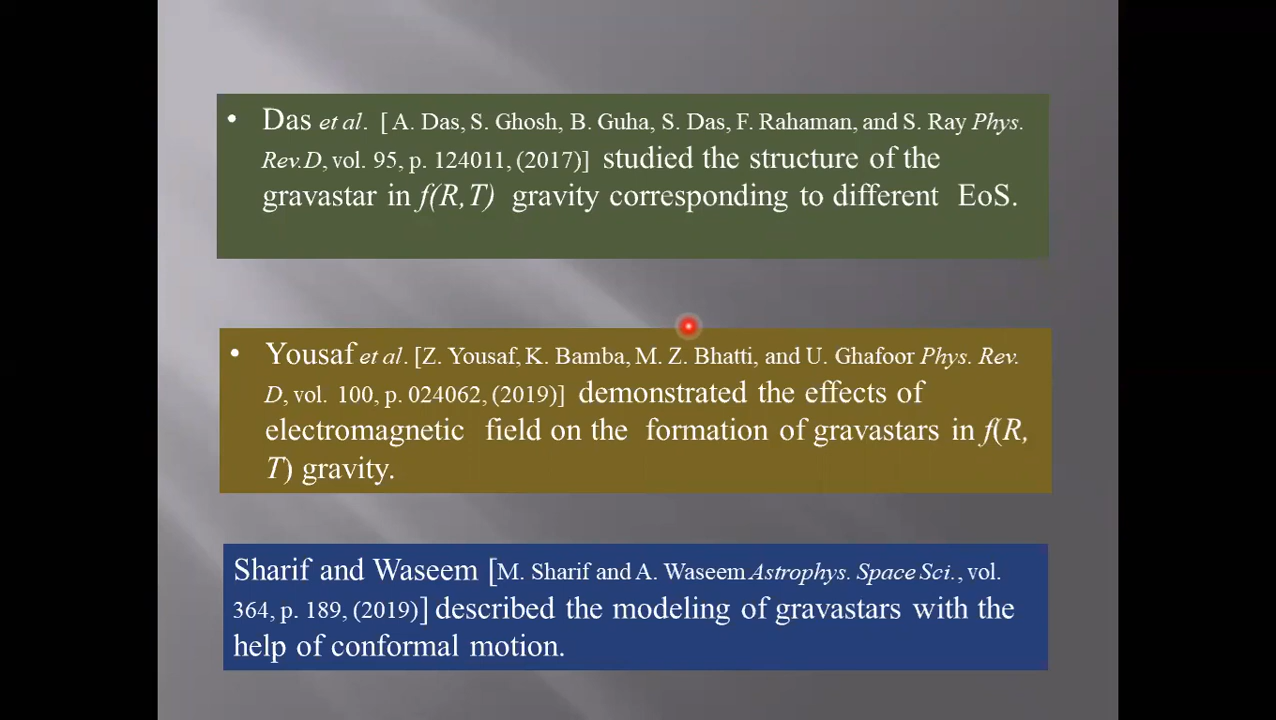 • Das et al. [ A. Das, S. Ghosh, B. Guha, S. Das, F. Rahaman, and S. Ray Phys.
Rev.D, vol. 95, p. 124011, (2017)] studied the structure of the
gravastar in f(R,T) gravity corresponding to different EoS.
• Yousaf et al. [Z. Yousaf, K. Bamba, M. Z. Bhatti, and U. Ghafoor Phys. Rev.
D, vol. 100, p. 024062, (2019)] demonstrated the effects of
electromagnetic field on the formation of gravastars in f(R,
T) gravity.
Sharif and Waseem [M. Sharif and A. Waseem Astrophys. Space Sci., vol.
364, p. 189, (2019)] described the modeling of gravastars with the
help of conformal motion.